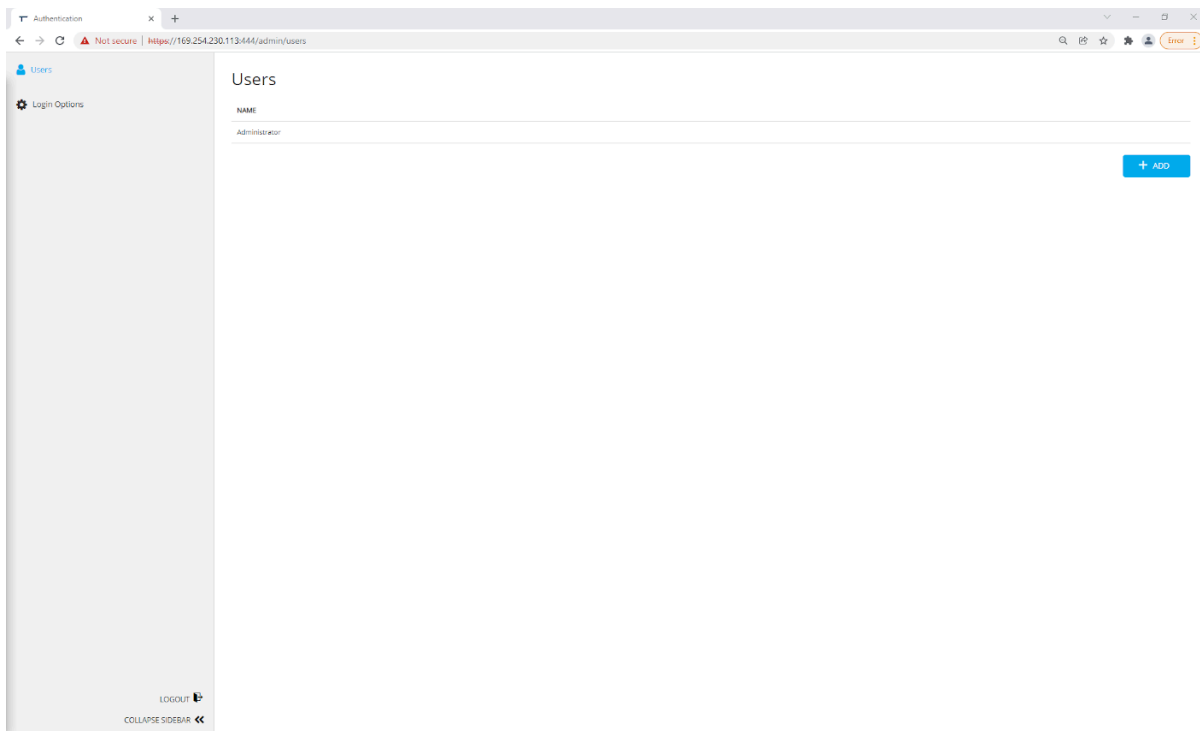 Authentication
Not secure | https://169.254.230.113:444/admin/users
Error
Users
Login Options
Users
NAME
Administrator
+ ADD
LOGOUT
COLLAPSE SIDEBAR